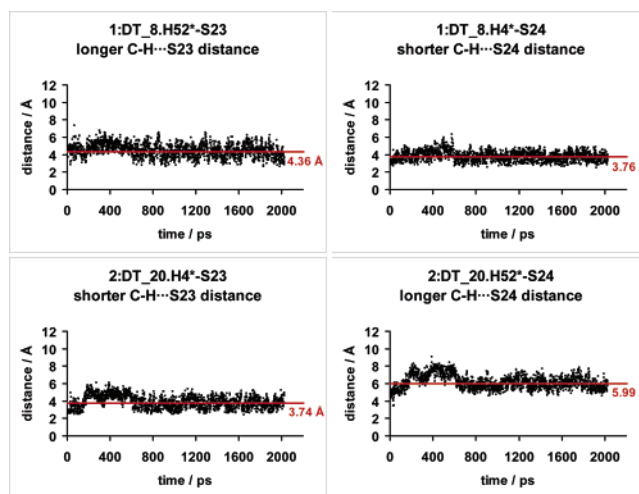 1:DT_8.H52*-S23
longer C-H···S23 distance
distance / Å
12
10
8
6
4
2
0
4.36 Å
0 400 800 1200 1600 2000
time / ps
1:DT_8.H4*-S24
shorter C-H···S24 distance
distance / Å
12
10
8
6
4
2
0
3.76
0 400 800 1200 1600 2000
time / ps
2:DT_20.H4*-S23
shorter C-H···S23 distance
distance / Å
12
10
8
6
4
2
0
3.74 Å
0 400 800 1200 1600 2000
time / ps
2:DT_20.H52*-S24
longer C-H···S24 distance
distance / Å
12
10
8
6
4
2
0
5.99
0 400 800 1200 1600 2000
time / ps